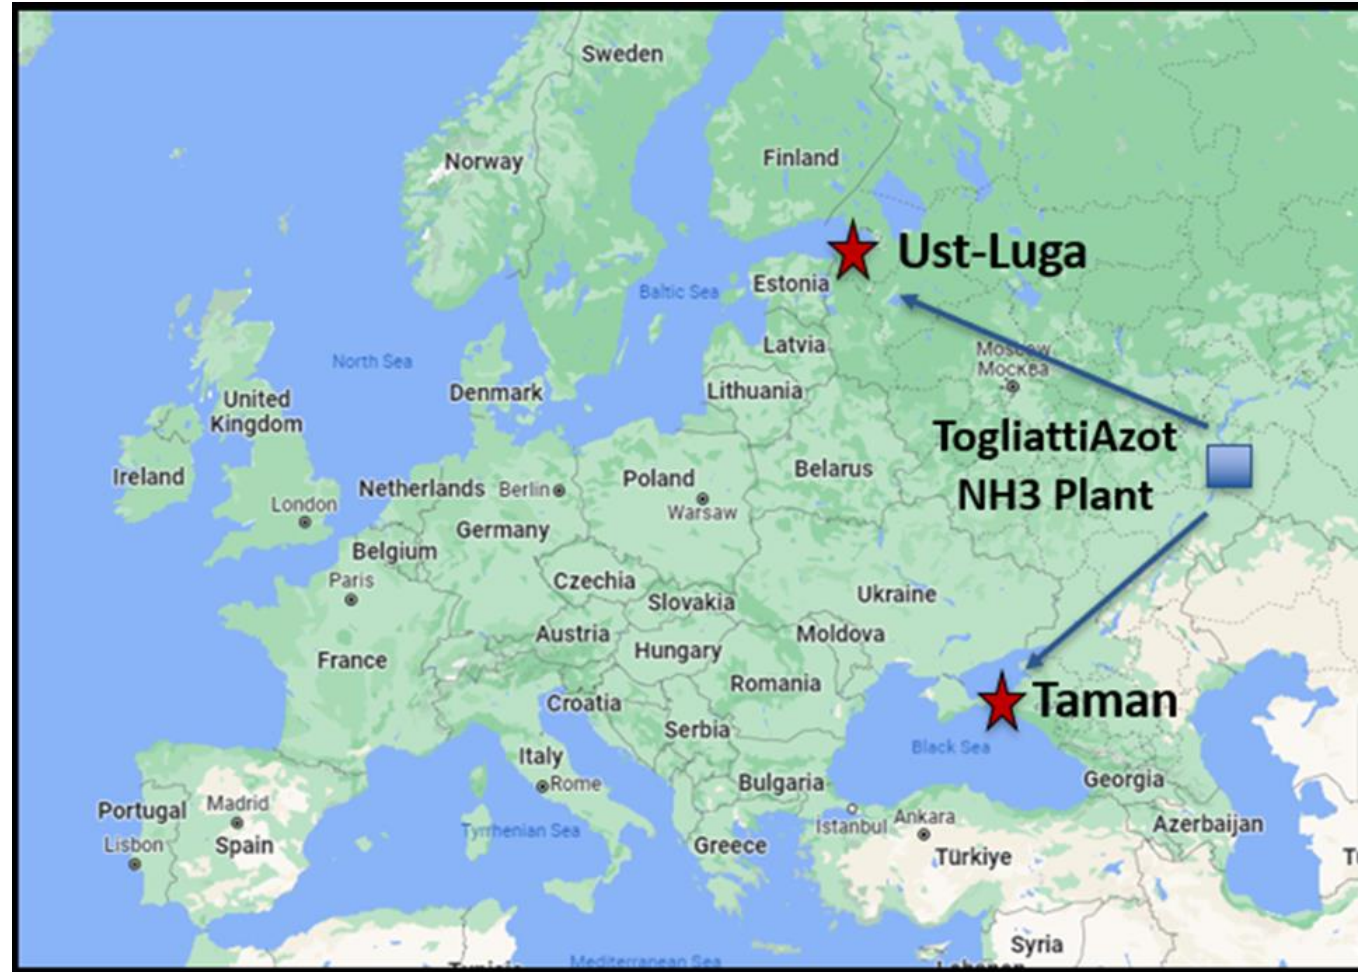 Sweden
Norway
Finland
Ust-Luga
Estonia
Baltic Sea
Latvia
Moscow
Москва
North Sea
Denmark
Lithuania
United
Kingdom
TogliattiAzot
NH3 Plant
Ireland
Netherlands
Berlin
Poland
Belarus
London
Warsaw
Germany
Belgium
Paris
Czechia
Ukraine
Slovakia
Austria
Moldova
Hungary
France
Romania
Taman
Croatia
Serbia
Black Sea
Italy
Rome
Bulgaria
Georgia
Portugal
Madrid
Istanbul
Ankara
Azerbaijan
Tyrrhenian Sea
Lisbon
Spain
Greece
Türkiye
Syria
Mediterranean Sea